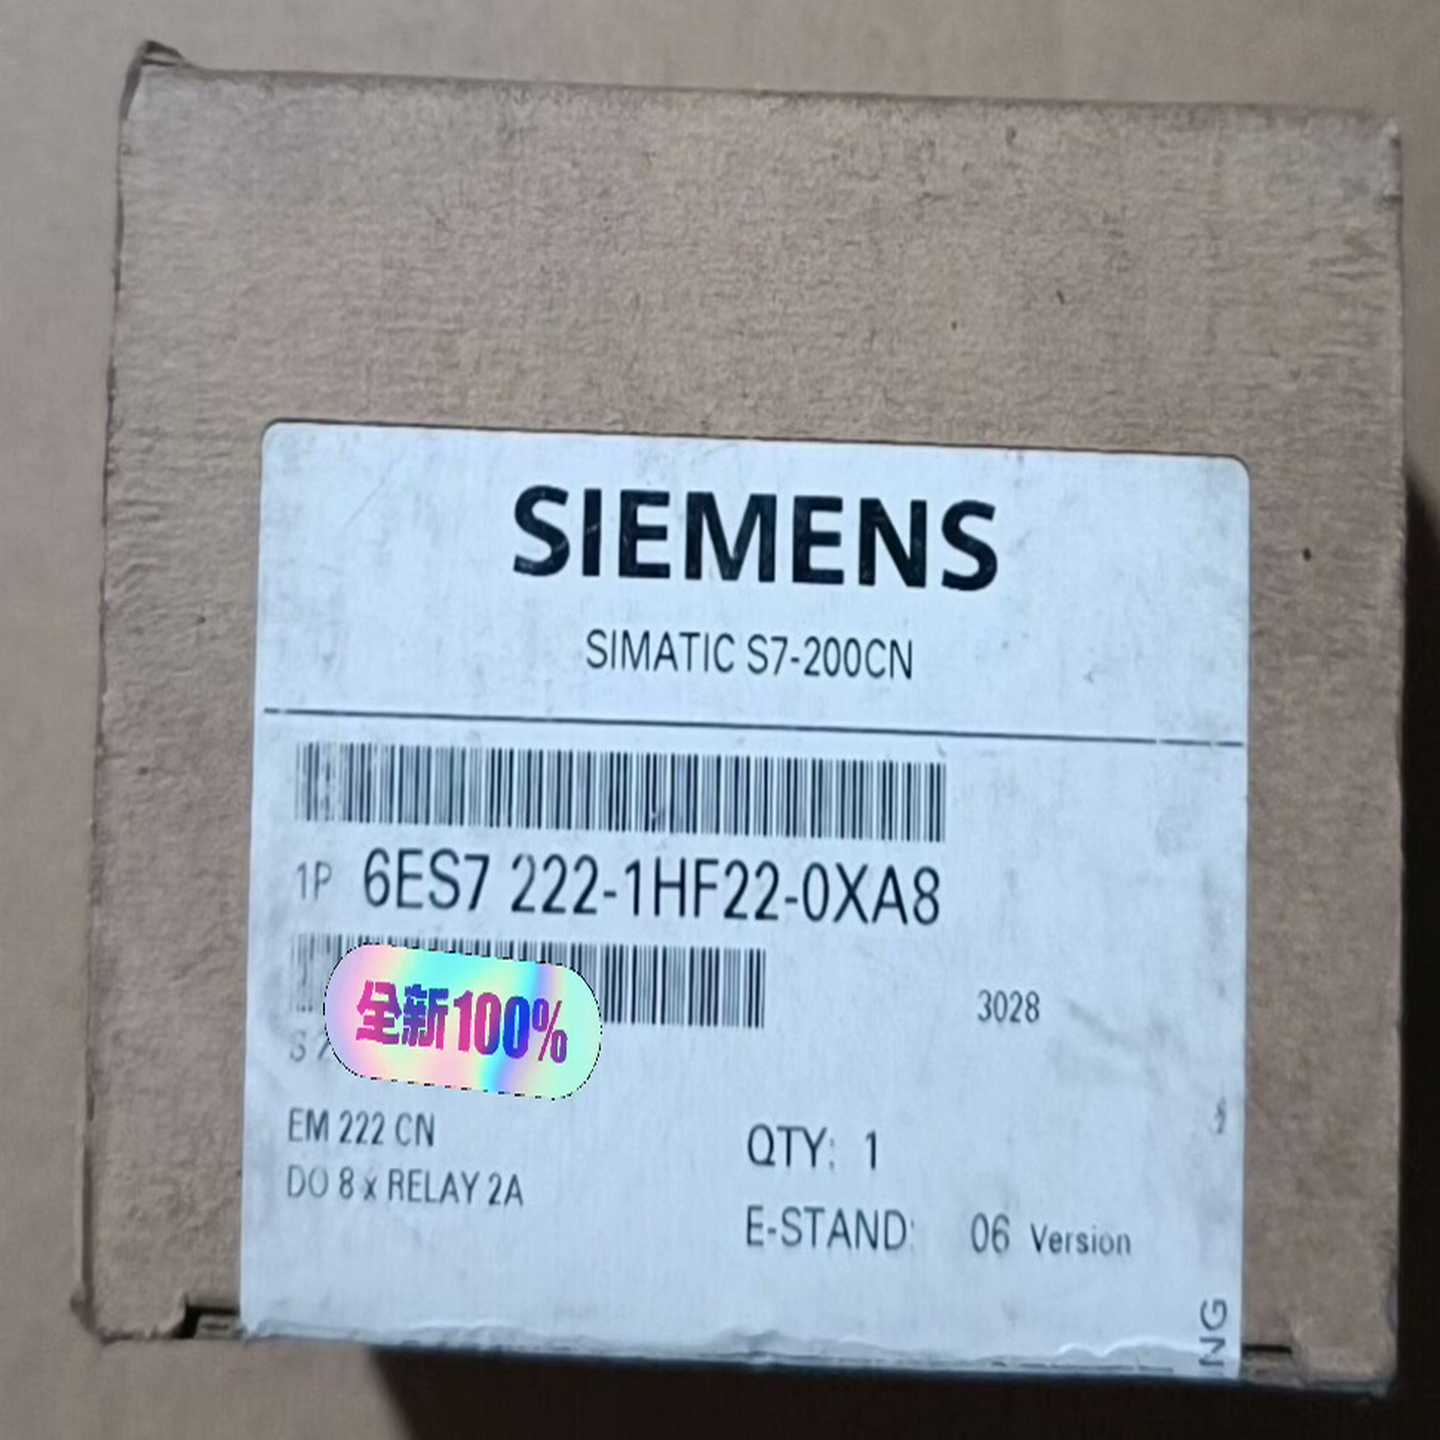 SIEMENS
SIMATIC S7-200CN
1P 6ES7 222-1HF22-0XA8
全新100%
3028
S
EM 222 CN
DO 8 x RELAY 2A
QTY: 1
E-STAND: 06 Version
NG